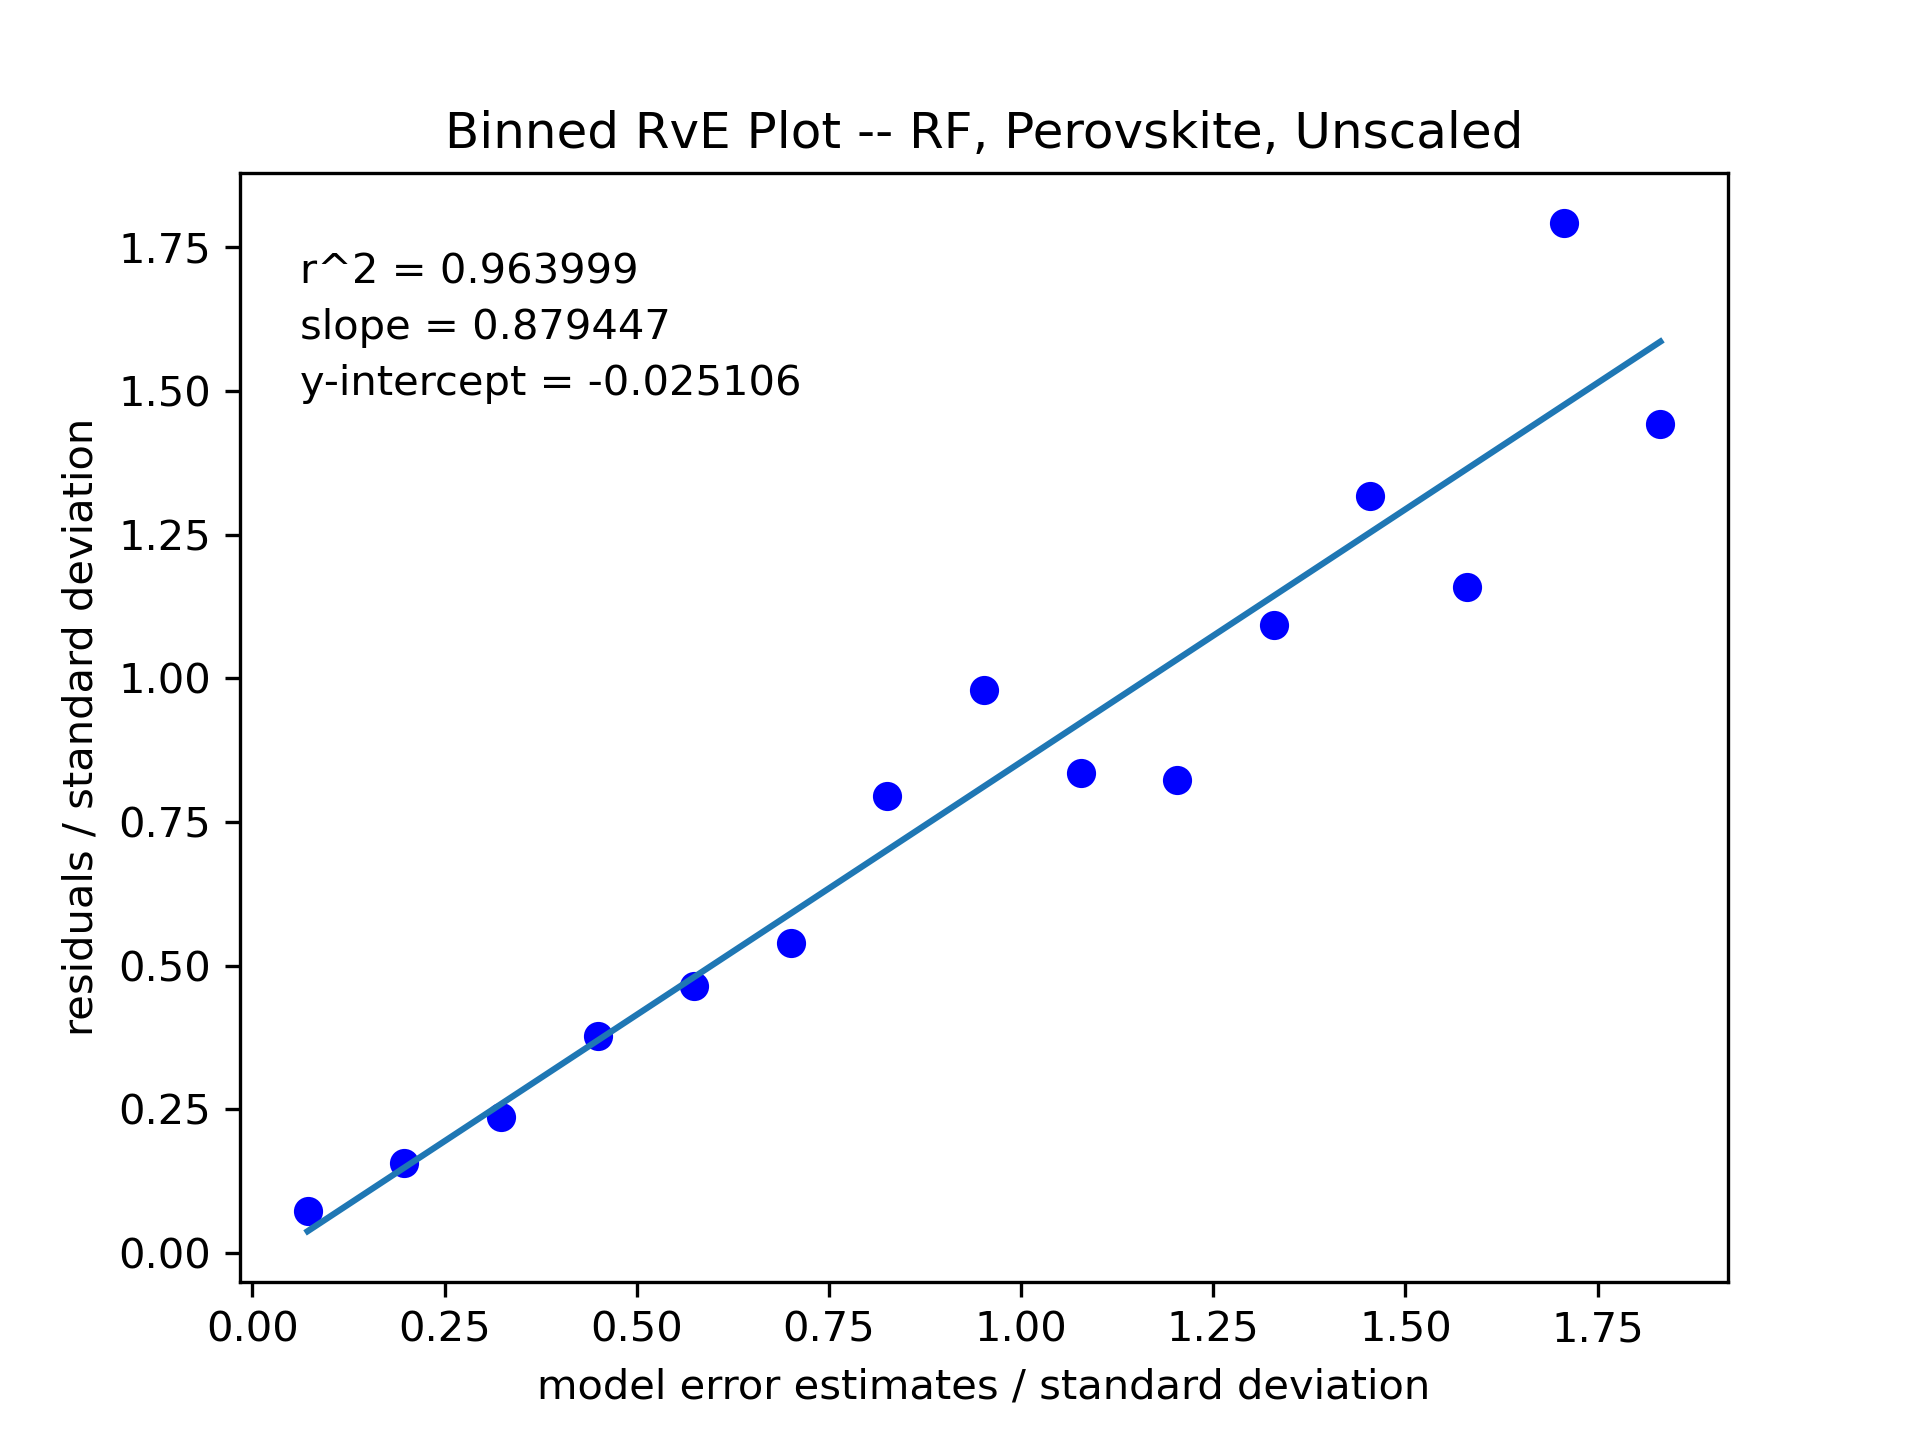 Binned RvE Plot -- RF, Perovskite, Unscaled
r^2 = 0.963999
slope = 0.879447
y-intercept = -0.025106
residuals / standard deviation
1.75
1.50
1.25
1.00
0.75
0.50
0.25
0.00
0.00 0.25 0.50 0.75 1.00 1.25 1.50 1.75
model error estimates / standard deviation